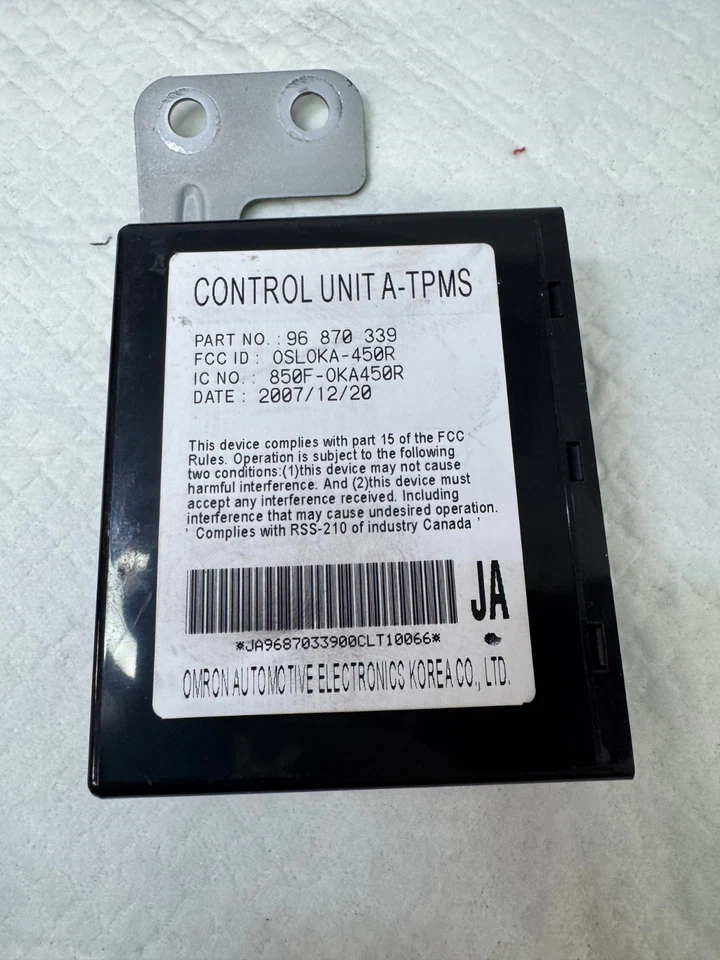 CONTROL UNIT A-TPMS
PART NO. : 96 870 339
FCC ID : OSLOKA-450R
IC NO. : 850F-OKA450R
DATE : 2007/12/20
This device complies with part 15 of the FCC
Rules. Operation is subject to the following
two conditions:(1)this device may not cause
harmful interference. And (2)this device must
accept any interference received. Including
interference that may cause undesired operation.
' Complies with RSS-210 of industry Canada '
JA
*JA9687033900CLT10066*
OMRON AUTOMOTIVE ELECTRONICS KOREA CO., LTD.